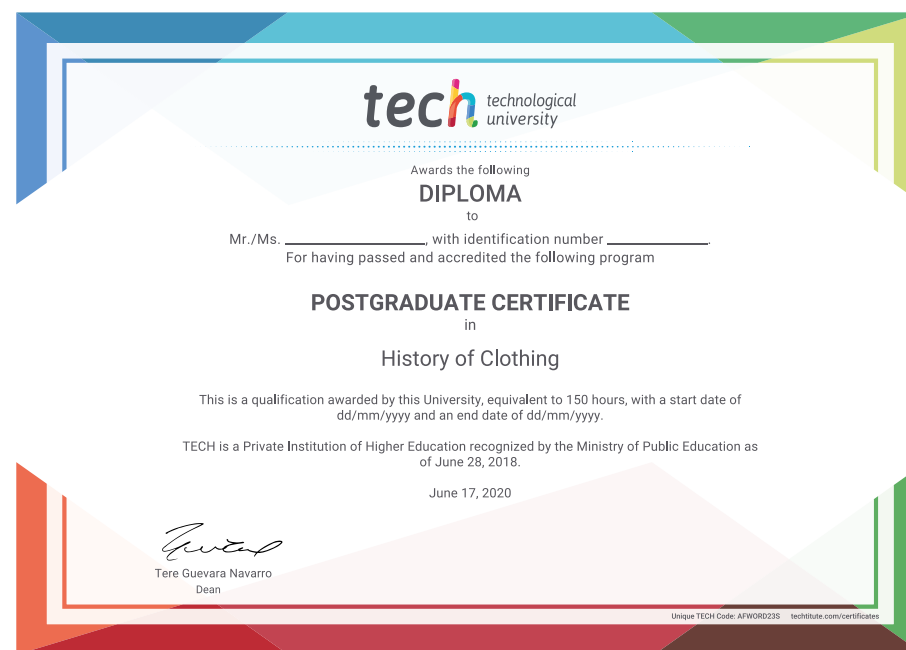 tech technological
university
Awards the following
DIPLOMA
to
Mr./Ms. ____________________, with identification number ______________.
For having passed and accredited the following program
POSTGRADUATE CERTIFICATE
in
History of Clothing
This is a qualification awarded by this University, equivalent to 150 hours, with a start date of
dd/mm/yyyy and an end date of dd/mm/yyyy.
TECH is a Private Institution of Higher Education recognized by the Ministry of Public Education as
of June 28, 2018.
June 17, 2020
Tere Guevara Navarro
Dean
Unique TECH Code: AFWORD23S techtitute.com/certificates